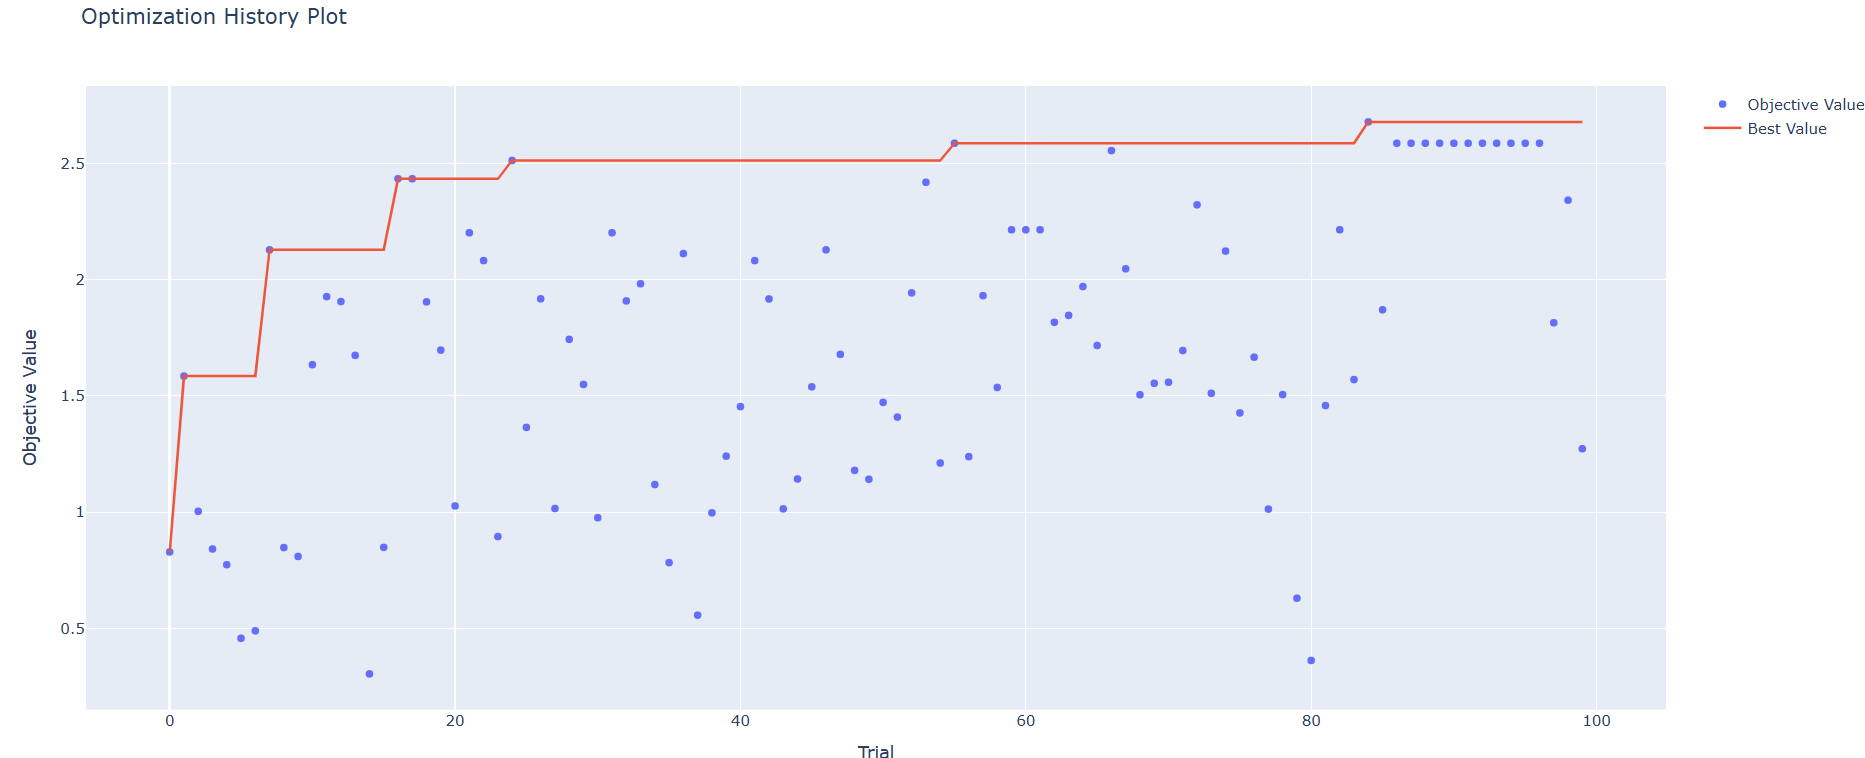 Optimization History Plot
Objective Value
Best Value
2.5
2
1.5
1
0.5
Objective Value
0
20
40
60
80
100
Trial